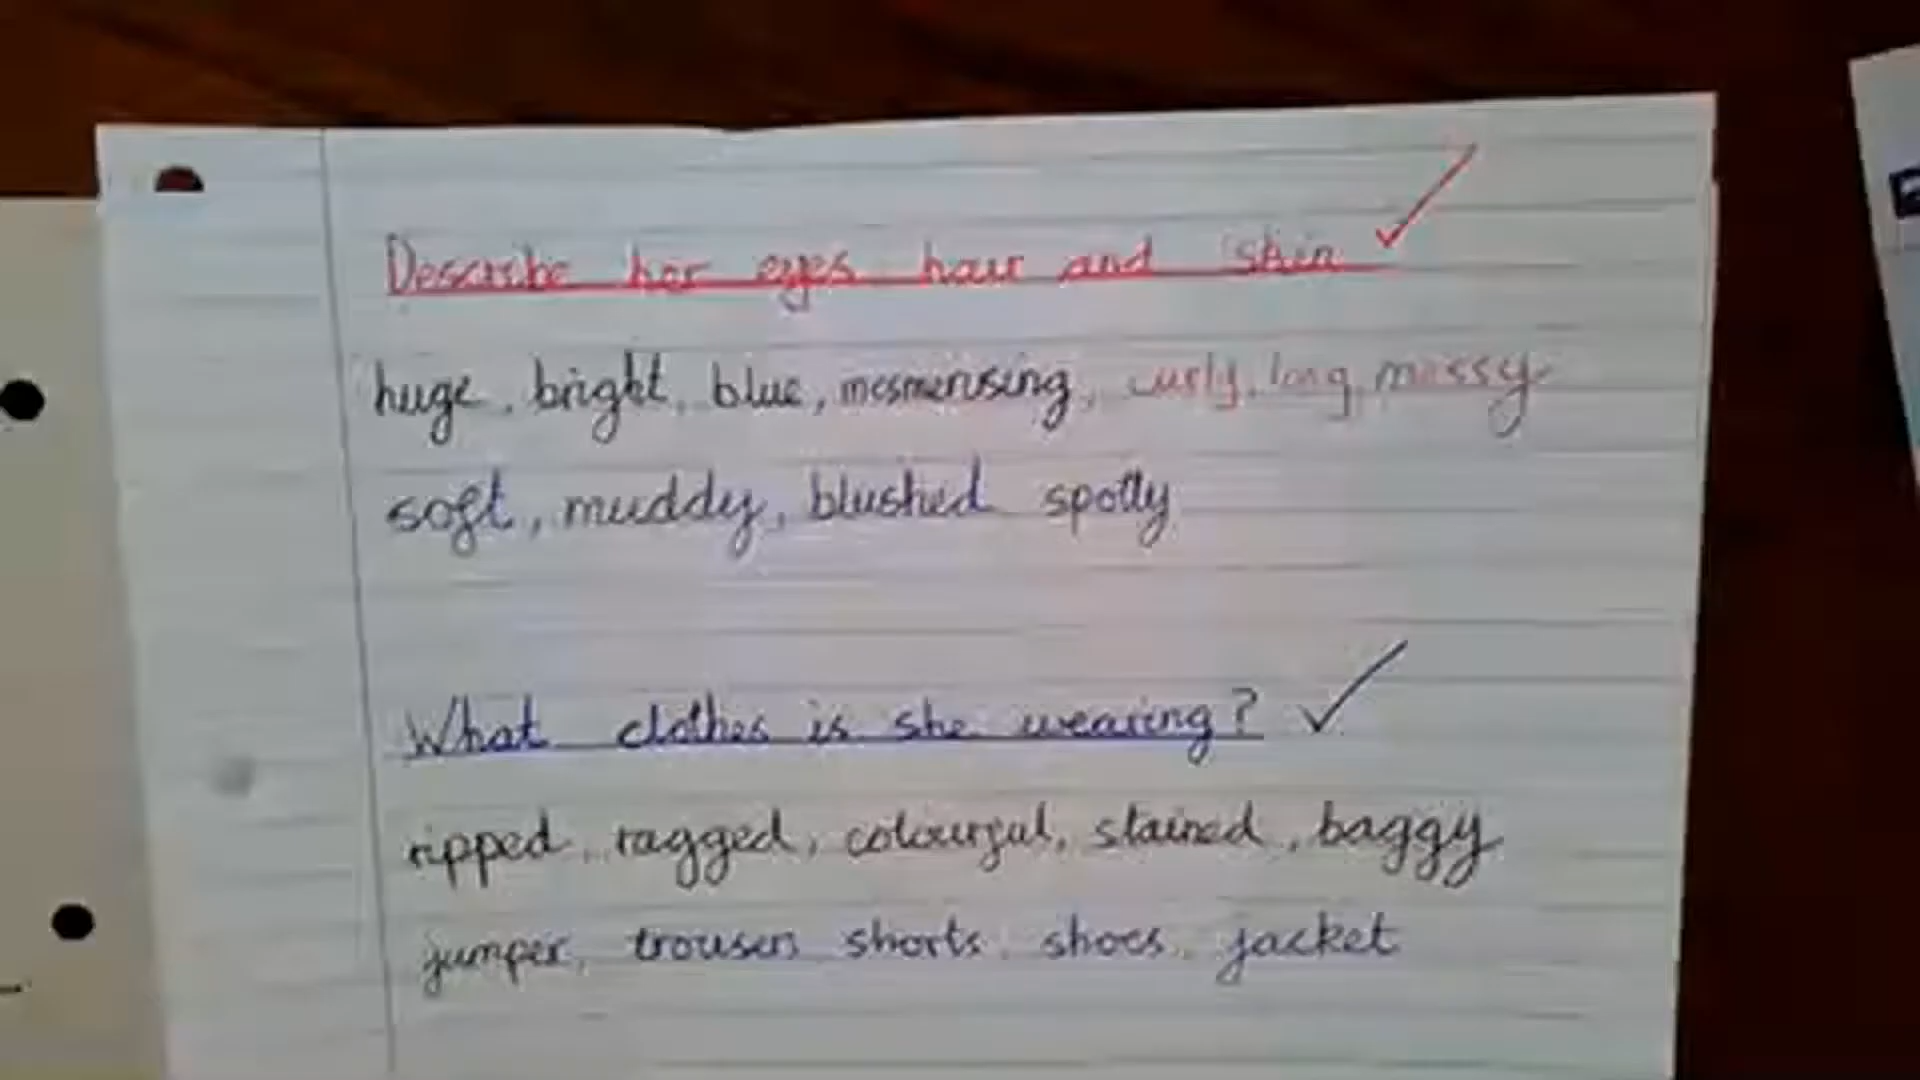 Describe her eyes hair and skin
huge, bright, blue, mesmerising, curly, long, messy
soft, muddy, blushed spotty
What clothes is she wearing?
ripped, ragged, colourful, stained, baggy
jumper, trousers shorts, shoes, jacket